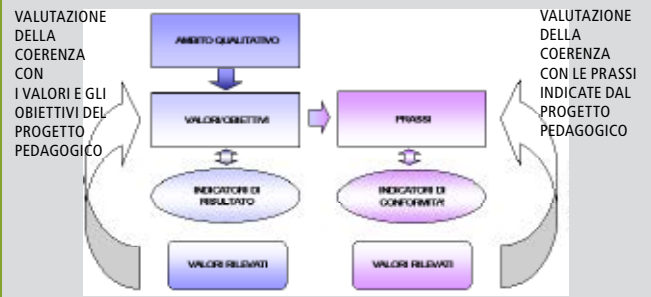 VALUTAZIONE
DELLA
COERENZA
CON
I VALORI E GLI
OBIETTIVI DEL
PROGETTO
PEDAGOGICO
AMBITO QUALITATIVO
VALORI/OBIETTIVI
PRASSI
INDICATORI DI
RISULTATO
INDICATORI DI
CONFORMITA'
VALORI RILEVATI
VALORI RILEVATI
VALUTAZIONE
DELLA
COERENZA
CON LE PRASSI
INDICATE DAL
PROGETTO
PEDAGOGICO